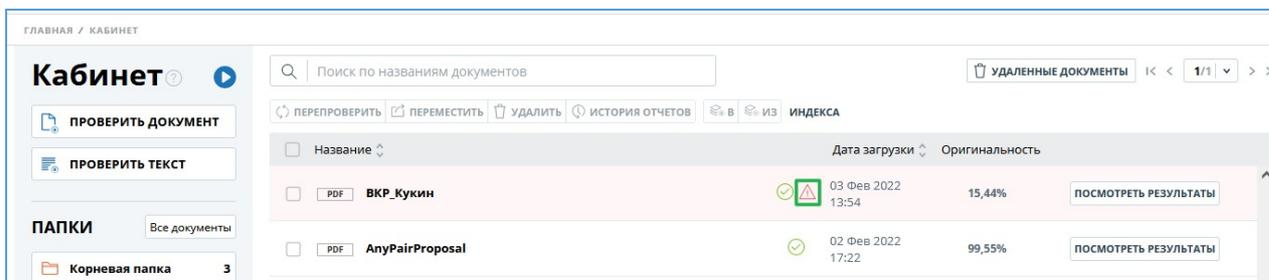 ГЛАВНАЯ / КАБИНЕТ
Кабинет ?
ПРОВЕРИТЬ ДОКУМЕНТ
ПРОВЕРИТЬ ТЕКСТ
ПАПКИ Все документы
Корневая папка 3
Поиск по названиям документов
УДАЛЕННЫЕ ДОКУМЕНТЫ 1/1
ПЕРЕПРОВЕРИТЬ ПЕРЕМЕСТИТЬ УДАЛИТЬ ИСТОРИЯ ОТЧЕТОВ В ИЗ ИНДЕКСА
Название Дата загрузки Оригинальность
PDF ВКР_Кукин 03 Фев 2022 13:54 15,44% ПОСМОТРЕТЬ РЕЗУЛЬТАТЫ
PDF AnyPairProposal 02 Фев 2022 17:22 99,55% ПОСМОТРЕТЬ РЕЗУЛЬТАТЫ